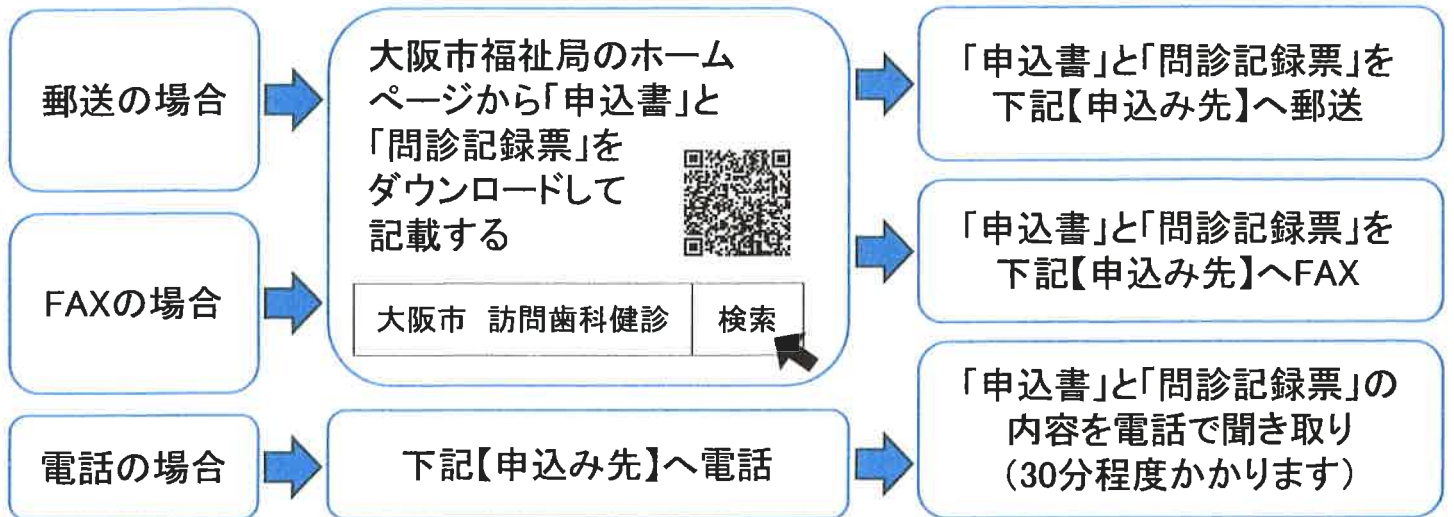 郵送の場合
大阪市福祉局のホーム
ページから「申込書」と
「問診記録票」を
ダウンロードして
記載する
「申込書」と「問診記録票」を
下記【申込み先】へ郵送
FAXの場合
大阪市 訪問歯科健診 検索
「申込書」と「問診記録票」を
下記【申込み先】へFAX
電話の場合
下記【申込み先】へ電話
「申込書」と「問診記録票」の
内容を電話で聞き取り
（30分程度かかります）